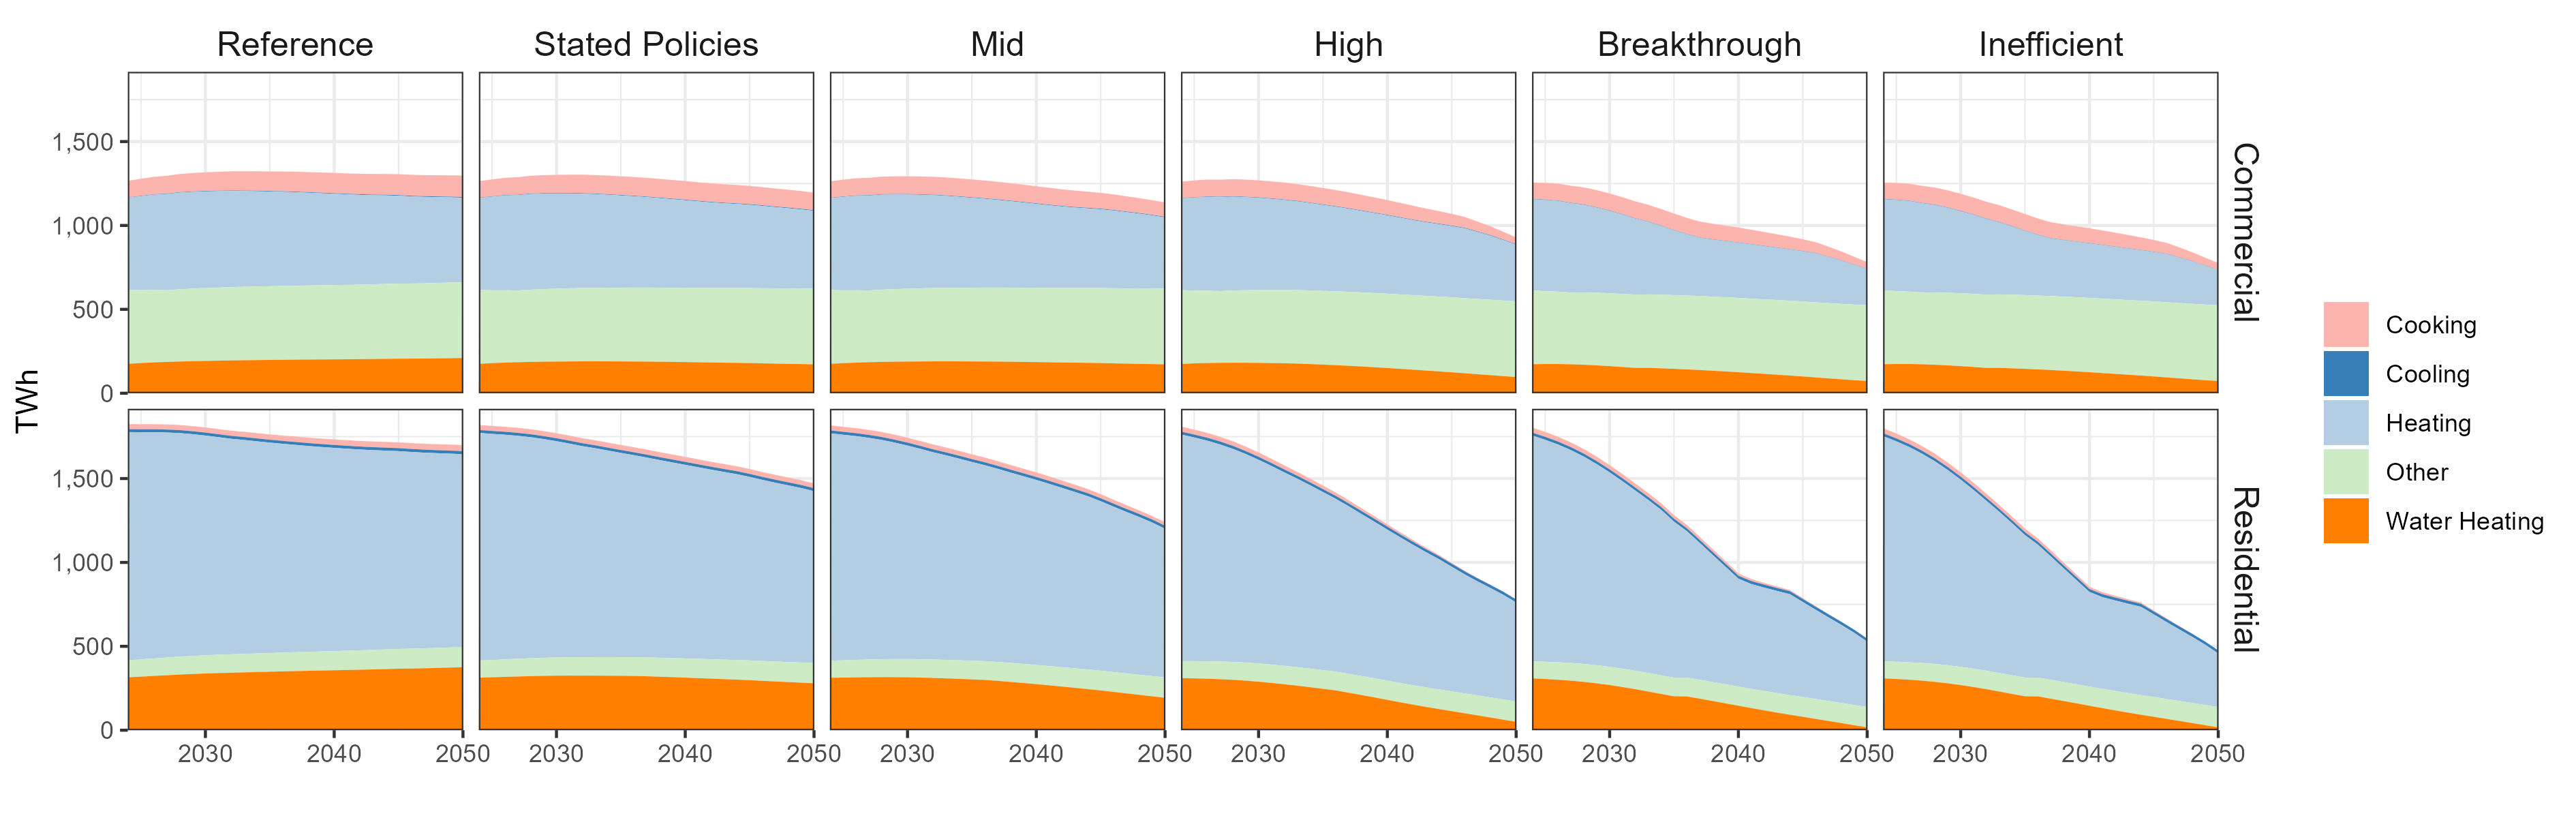 Reference Stated Policies Mid High Breakthrough Inefficient
1,500
1,000
500
0
Commercial
TWh
1,500
1,000
500
0
Residential
2030 2040 2050 2030 2040 2050 2030 2040 2050 2030 2040 2050 2030 2040 2050 2030 2040 2050
Cooking
Cooling
Heating
Other
Water Heating